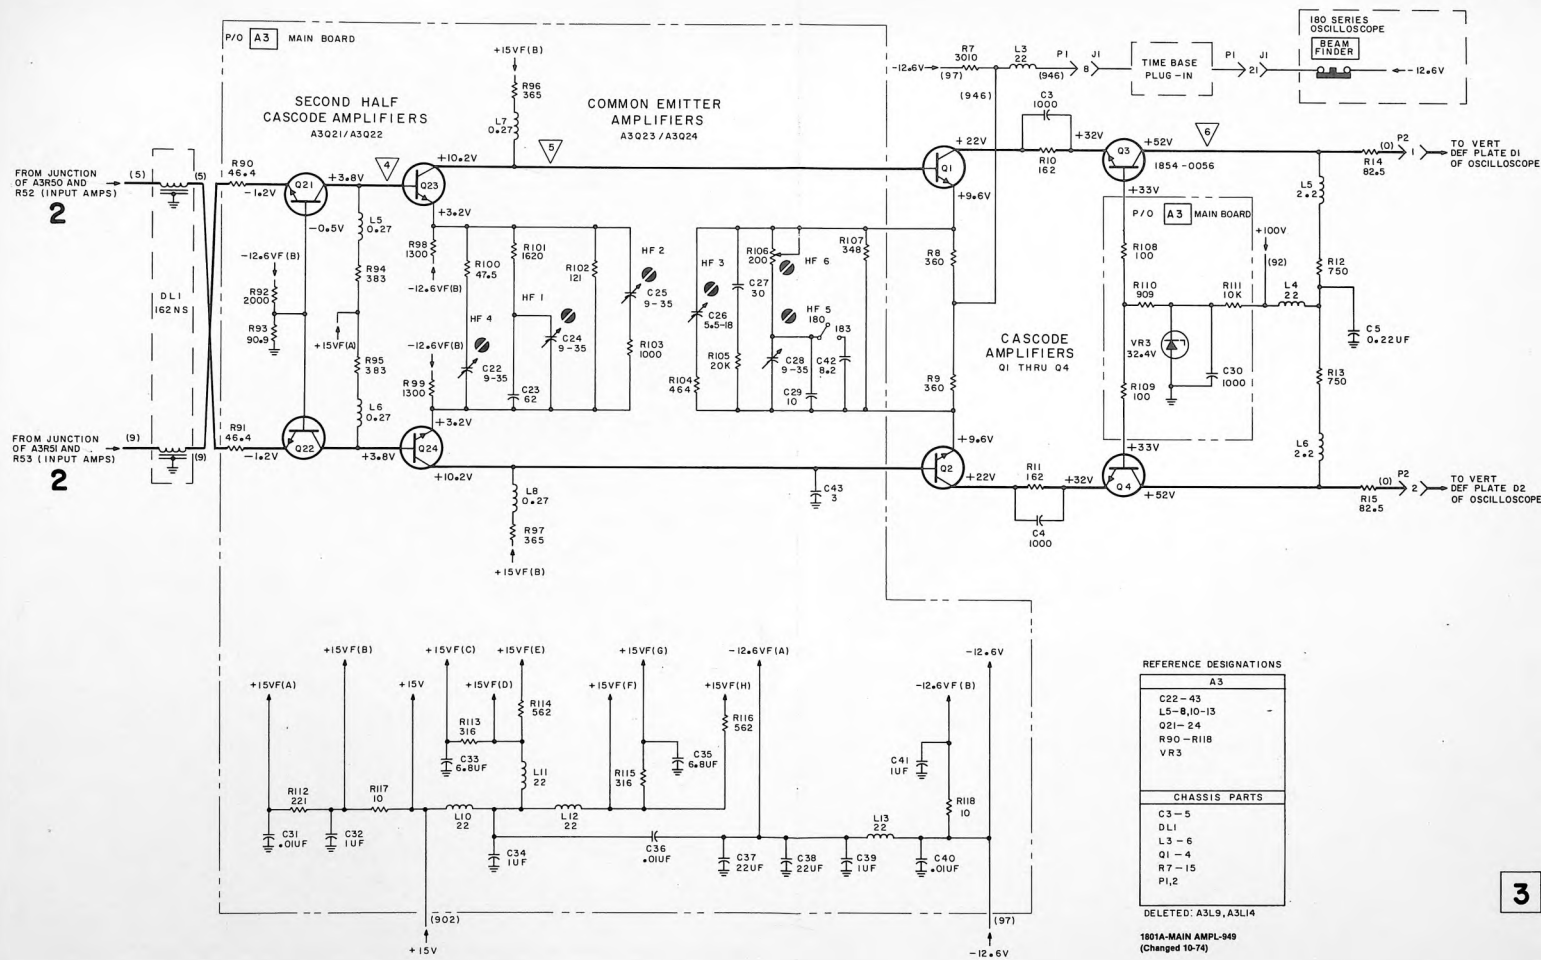 P/O A3 MAIN BOARD
SECOND HALF
CASCODE AMPLIFIERS
A3Q21/A3Q22
COMMON EMITTER
AMPLIFIERS
A3Q23/A3Q24
+15VF(B)
R96
365
L7
0.27
5
4
6
-12.6V
R7
3010
(97)
L3
22
(946)
P1
8
J1
TIME BASE
PLUG-IN
P1
21
J1
180 SERIES
OSCILLOSCOPE
BEAM
FINDER
-12.6V
(946)
C3
1000
FROM JUNCTION
OF A3R50 AND
R52 (INPUT AMPS)
2
(5)
(5)
DL1
162NS
R90
46.4
-1.2V
Q21
+3.8V
Q23
+10.2V
+3.2V
-0.5V
-12.6VF(B)
R92
2000
R93
90.9
L5
0.27
R94
383
+15VF(A)
R95
383
L6
0.27
R98
1300
-12.6VF(B)
-12.6VF(B)
R99
1300
R100
47.5
HF 4
C22
9-35
R101
1620
HF 1
C24
9-35
C23
62
R102
121
HF 2
C25
9-35
R103
1000
HF 3
C26
5.5-18
R104
464
C27
30
R105
20K
R106
200
HF 6
HF 5
180
183
C28
9-35
C29
10
C42
8.2
R107
348
Q1
+22V
+9.6V
R8
360
R9
360
+9.6V
R10
162
+32V
Q3
1854-0056
+52V
+33V
P/O A3 MAIN BOARD
R108
100
R110
909
R111
10K
VR3
32.4V
R109
100
C30
1000
+33V
+100V
(92)
L4
22
L5
2.2
R12
750
C5
0.22UF
R13
750
L6
2.2
(0)
R14
82.5
P2
1
TO VERT
DEF PLATE D1
OF OSCILLOSCOPE
CASCODE
AMPLIFIERS
Q1 THRU Q4
FROM JUNCTION
OF A3R51 AND
R53 (INPUT AMPS)
2
(9)
(9)
R91
46.4
-1.2V
Q22
+3.8V
Q24
+3.2V
+10.2V
L8
0.27
R97
365
+15VF(B)
C43
3
Q2
+22V
R11
162
C4
1000
+32V
Q4
+52V
(0)
R15
82.5
P2
2
TO VERT
DEF PLATE D2
OF OSCILLOSCOPE
+15VF(A)
+15VF(B)
+15V
+15VF(C)
+15VF(D)
+15VF(E)
+15VF(F)
+15VF(G)
+15VF(H)
-12.6VF(A)
-12.6VF(B)
-12.6V
R112
221
R117
10
C31
.01UF
C32
1UF
R113
316
C33
6.8UF
R114
562
L11
22
L10
22
L12
22
R115
316
C35
6.8UF
R116
562
C34
1UF
C36
.01UF
C37
22UF
C38
22UF
C39
1UF
L13
22
C40
.01UF
C41
1UF
R118
10
(902)
+15V
(97)
-12.6V
REFERENCE DESIGNATIONS
A3
C22-43
L5-8,10-13
Q21-24
R90-R118
VR3
CHASSIS PARTS
C3-5
DL1
L3-6
Q1-4
R7-15
P1,2
DELETED: A3L9,A3L14
1801A-MAIN AMPL-949
(Changed 10-74)
3